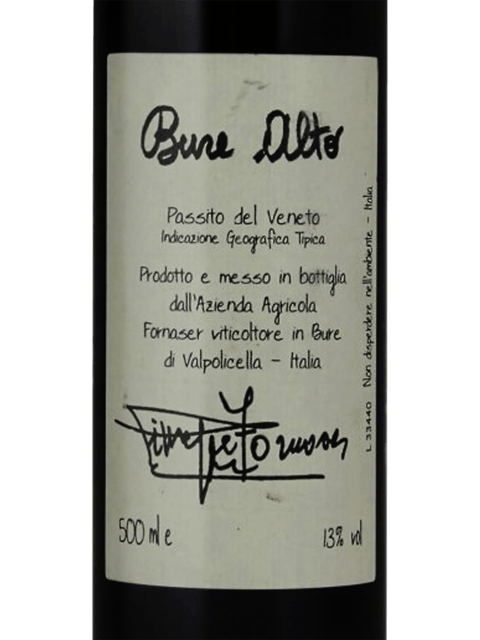 Bure Alto
Passito del Veneto
Indicazione Geografica Tipica
Prodotto e messo in bottiglia
dall'Azienda Agricola
Fornaser viticoltore in Bure
di Valpolicella - Italia
500 ml e
13% vol
L 33440 Non disperdere nell'ambiente - Italia